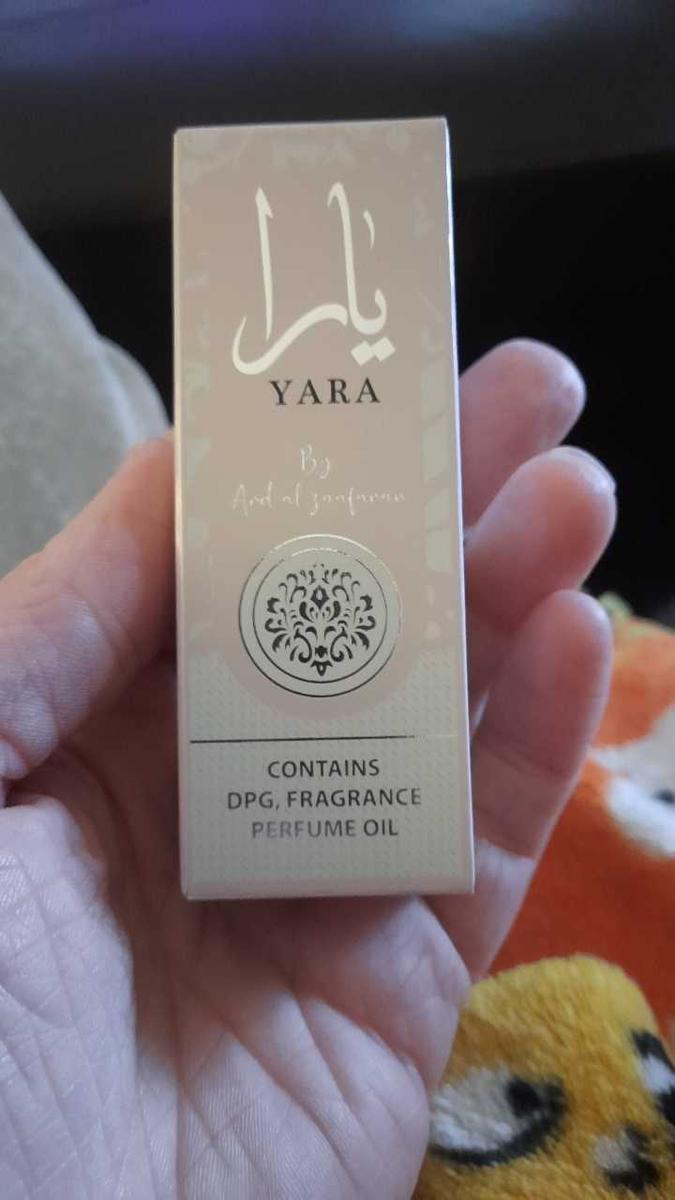 يارا
YARA
By
Ard al zaafaran
CONTAINS
DPG, FRAGRANCE
PERFUME OIL